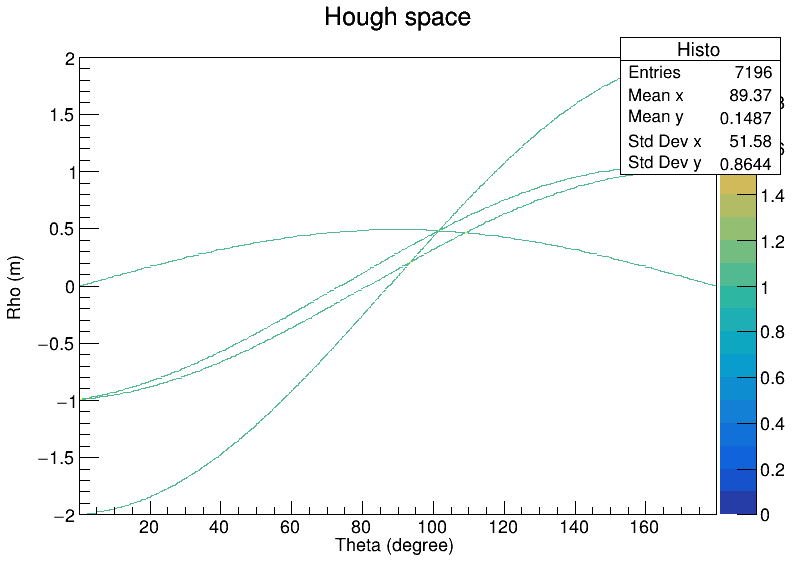 Hough space
Histo
Entries 7196
Mean x 89.37
Mean y 0.1487
Std Dev x 51.58
Std Dev y 0.8644
Rho (m)
2
1.5
1
0.5
0
−0.5
−1
−1.5
−2
20 40 60 80 100 120 140 160
Theta (degree)
1.4
1.2
1
0.8
0.6
0.4
0.2
0